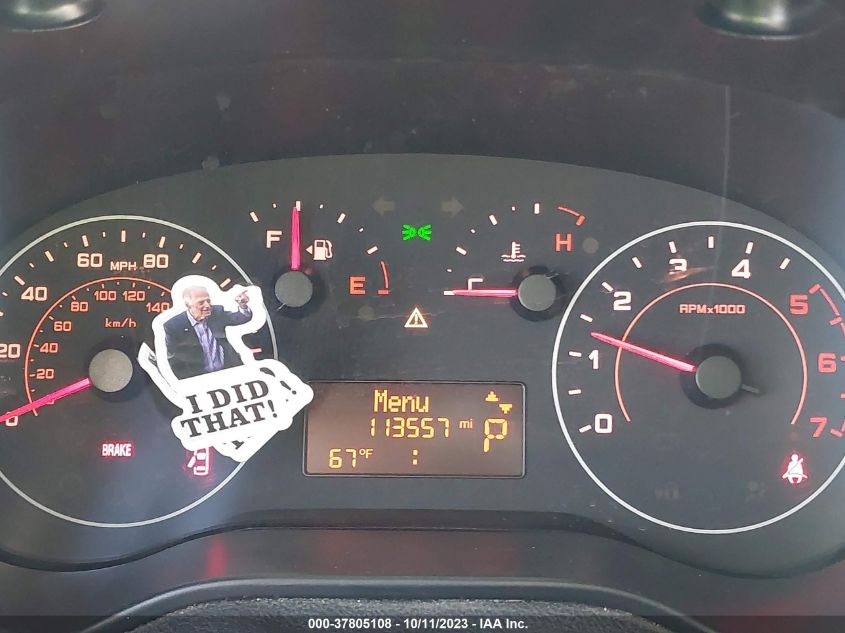 60 MPH 80
40
100 120
80
140
60
km/h
20
40
20
0
F
E
C
H
BRAKE
I DID
THAT!
Menu
113557 mi P
67°F :
3 4
2 5
RPMx1000
1 6
0 7
000-37805108 - 10/11/2023 - IAA Inc.